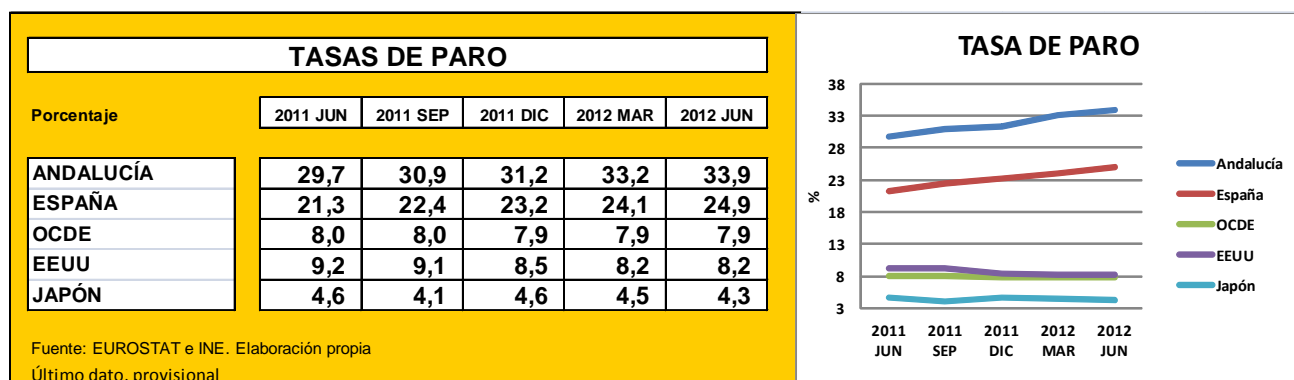 TASAS DE PARO
Porcentaje 2011 JUN 2011 SEP 2011 DIC 2012 MAR 2012 JUN
ANDALUCÍA 29,7 30,9 31,2 33,2 33,9
ESPAÑA 21,3 22,4 23,2 24,1 24,9
OCDE 8,0 8,0 7,9 7,9 7,9
EEUU 9,2 9,1 8,5 8,2 8,2
JAPÓN 4,6 4,1 4,6 4,5 4,3
Fuente: EUROSTAT e INE. Elaboración propia
Último dato, provisional
TASA DE PARO
38
33
28
23
18
13
8
3
%
2011 2011 2011 2012 2012
JUN SEP DIC MAR JUN
Andalucía
España
OCDE
EEUU
Japón